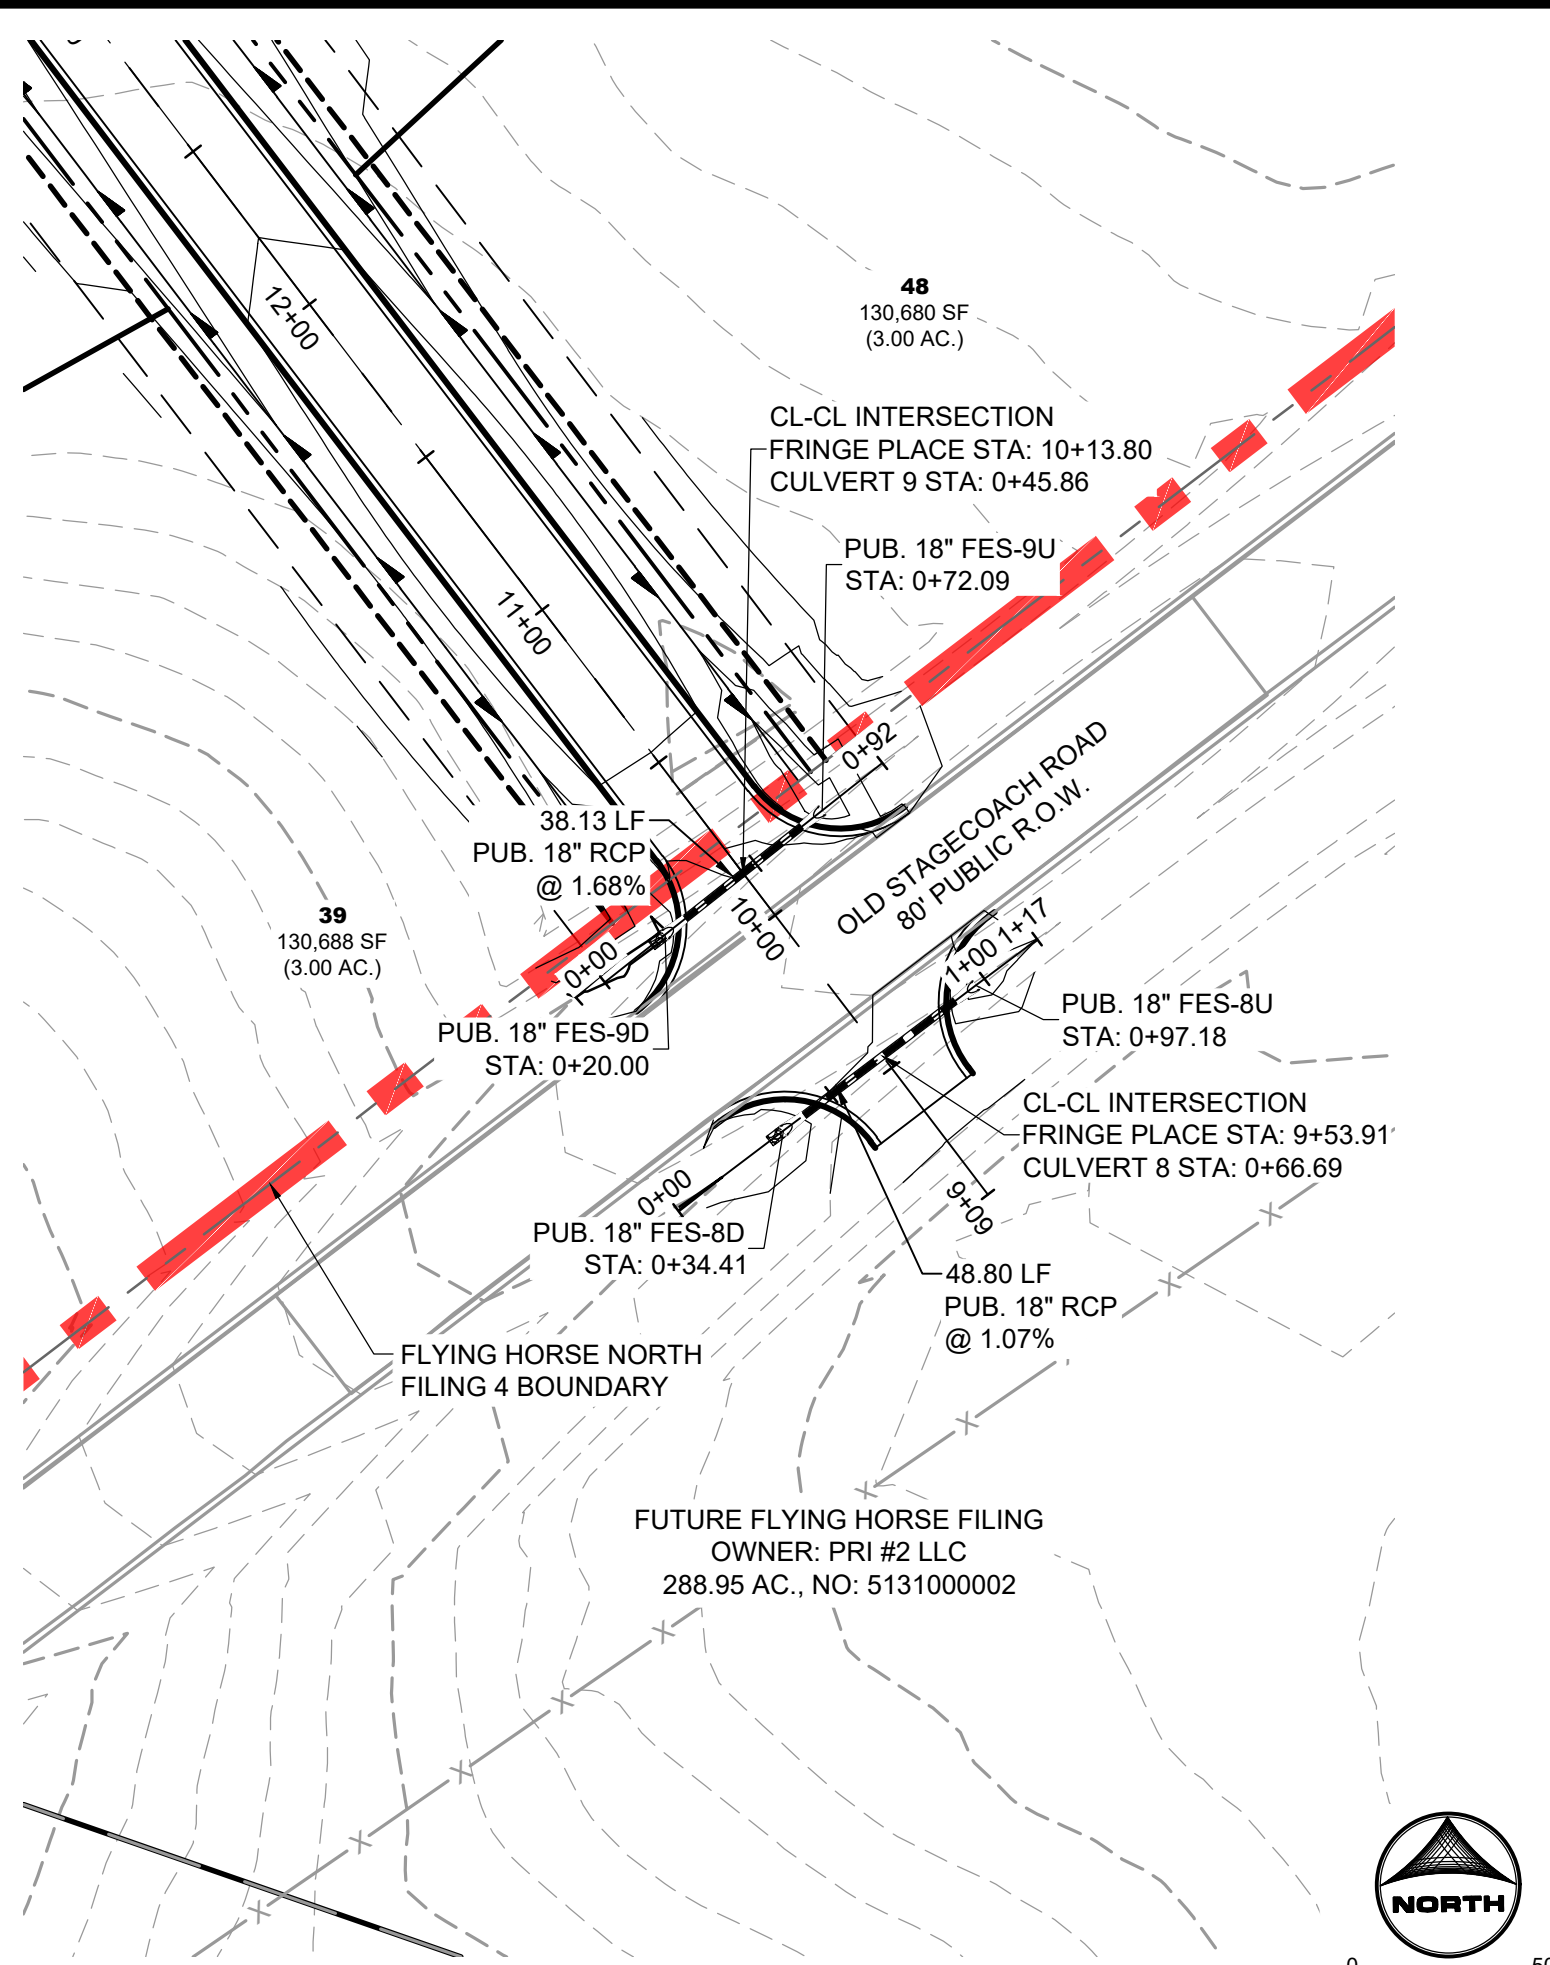 12+00
48
130,680 SF
(3.00 AC.)
CL-CL INTERSECTION
FRINGE PLACE STA: 10+13.80
CULVERT 9 STA: 0+45.86
PUB. 18" FES-9U
STA: 0+72.09
11+00
0+92
OLD STAGECOACH ROAD
80' PUBLIC R.O.W.
38.13 LF
PUB. 18" RCP
@ 1.68%
10+00
39
130,688 SF
(3.00 AC.)
0+00
1+00
1+17
PUB. 18" FES-9D
STA: 0+20.00
PUB. 18" FES-8U
STA: 0+97.18
CL-CL INTERSECTION
FRINGE PLACE STA: 9+53.91
CULVERT 8 STA: 0+66.69
0+00
9+09
PUB. 18" FES-8D
STA: 0+34.41
48.80 LF
PUB. 18" RCP
@ 1.07%
FLYING HORSE NORTH
FILING 4 BOUNDARY
FUTURE FLYING HORSE FILING
OWNER: PRI #2 LLC
288.95 AC., NO: 5131000002
NORTH